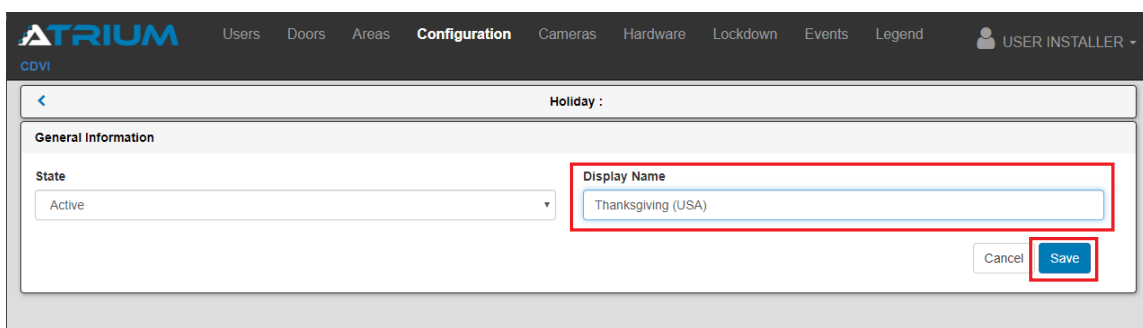 ATRIUM
Users Doors Areas Configuration Cameras Hardware Lockdown Events Legend USER INSTALLER
CDVI
Holiday :
General Information
State Display Name
Active Thanksgiving (USA)
Cancel Save